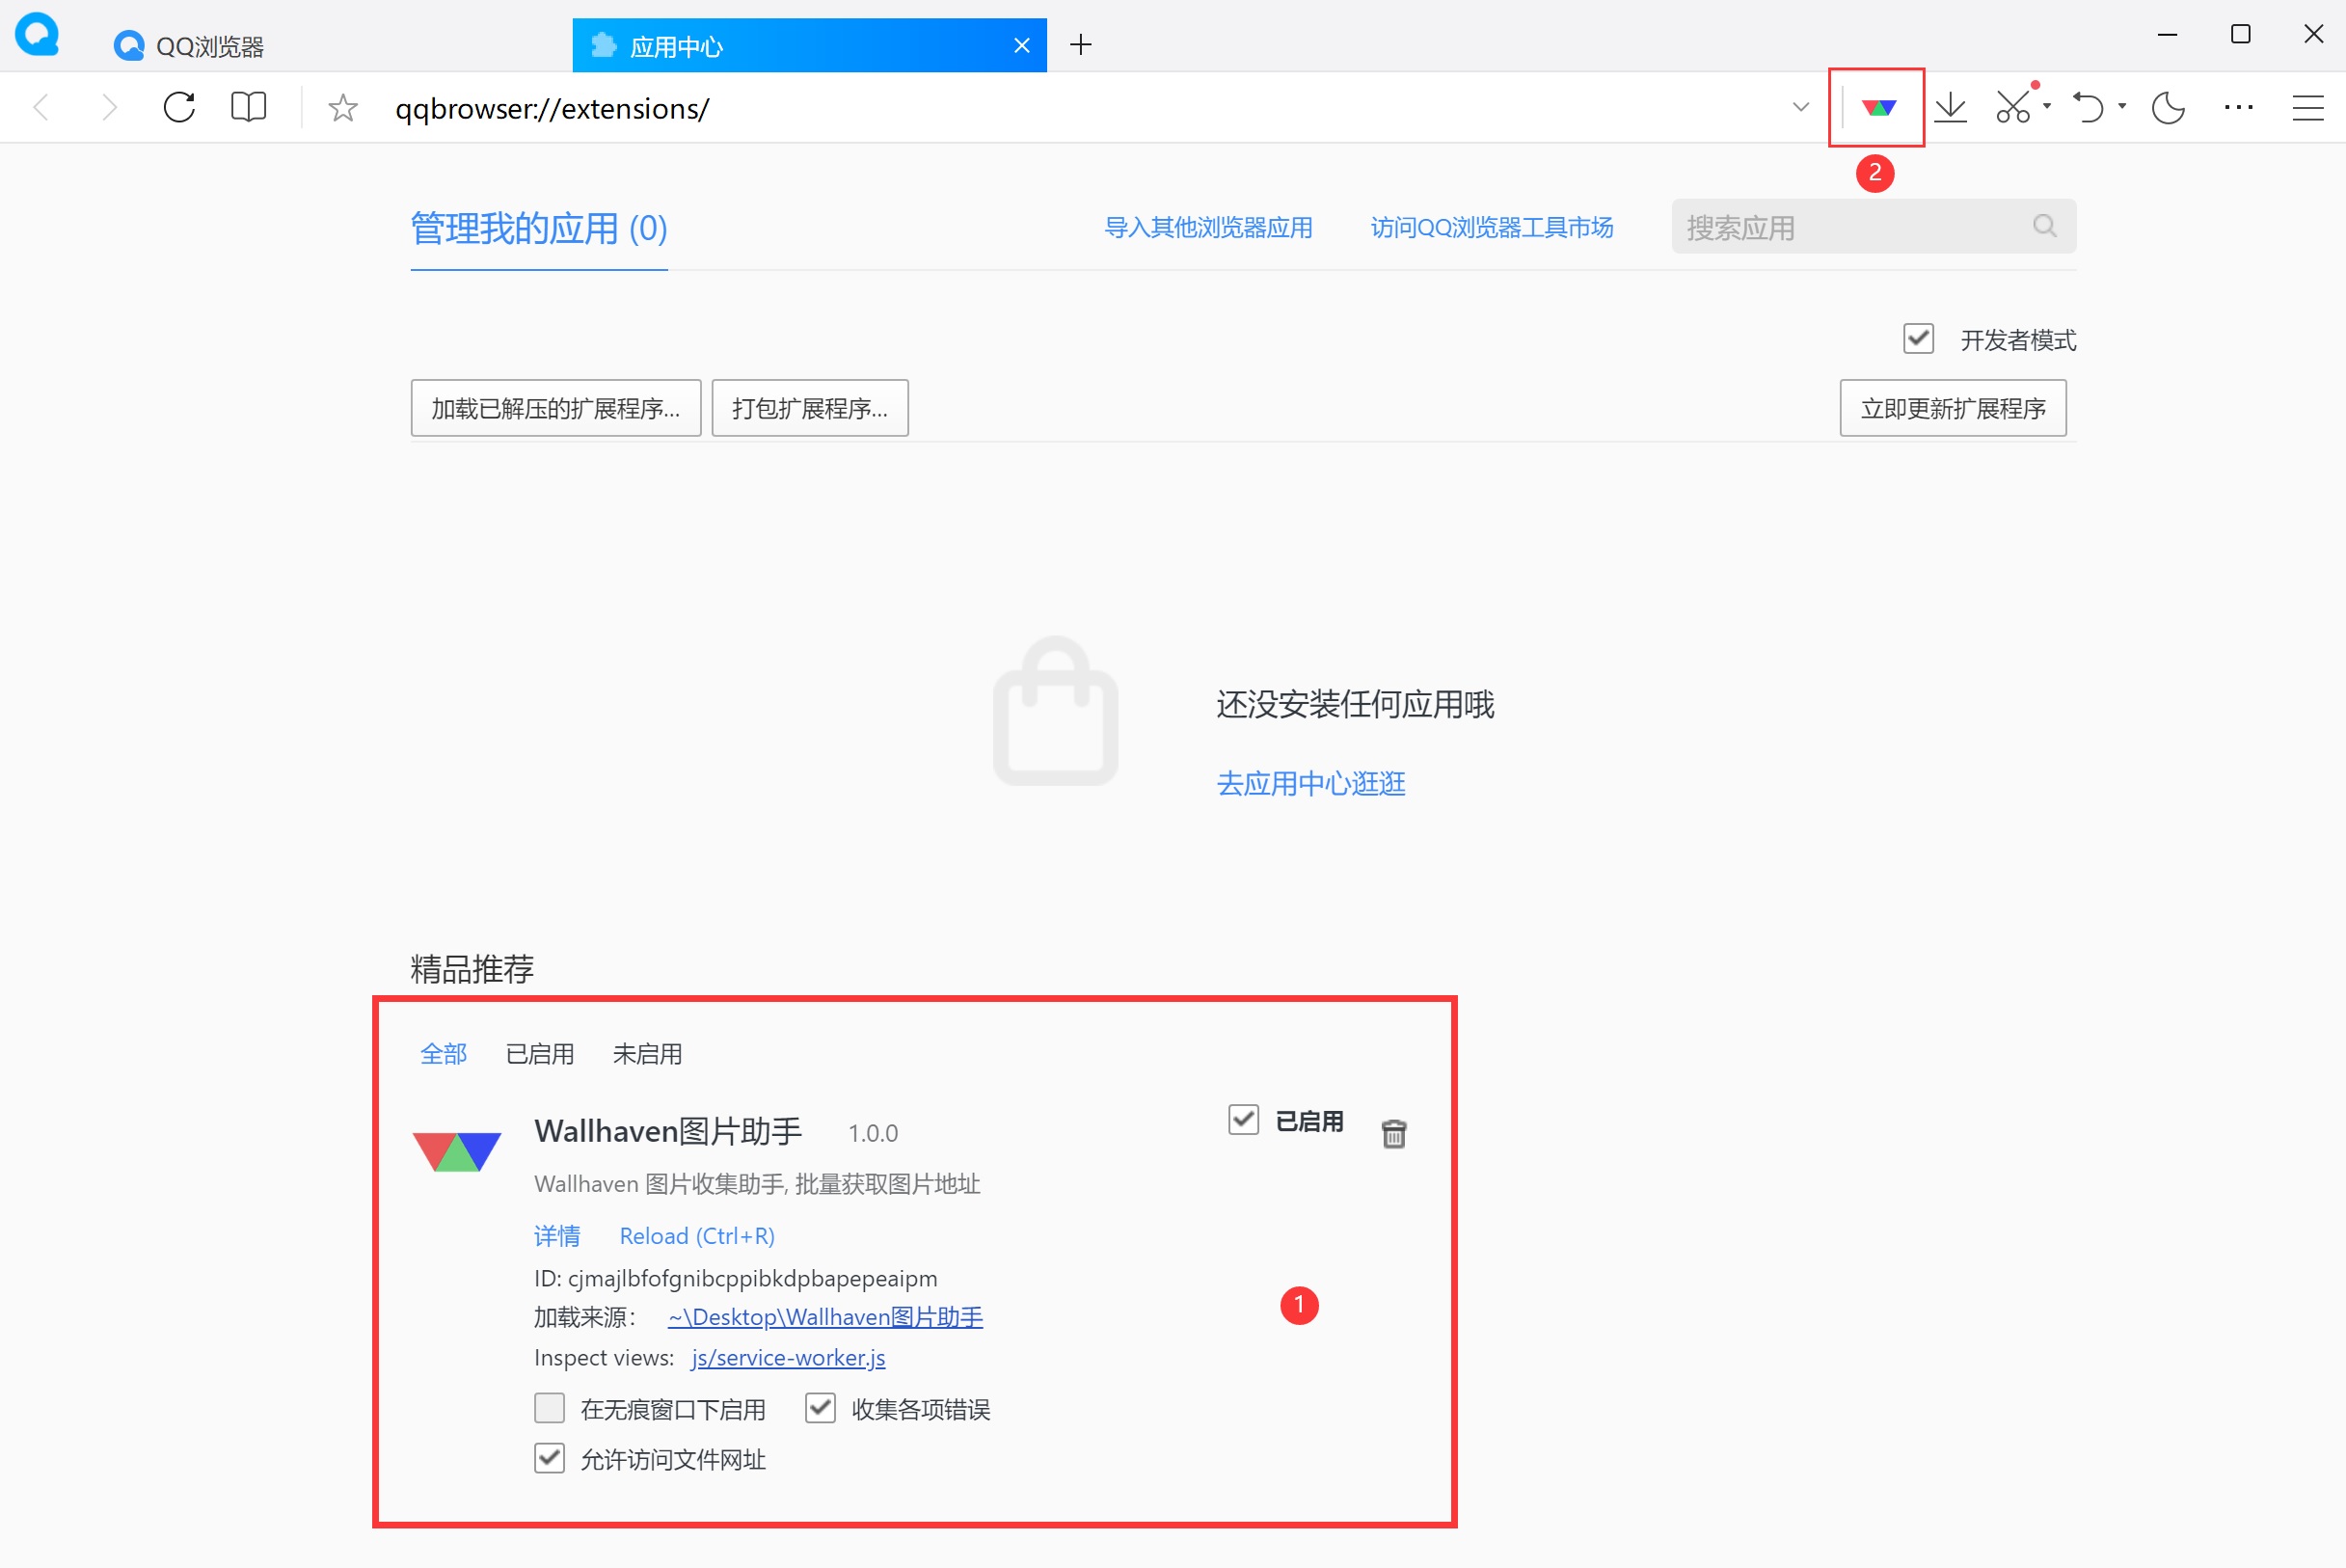 QQ浏览器
应用中心
qqbrowser://extensions/
2
管理我的应用 (0)
导入其他浏览器应用
访问QQ浏览器工具市场
搜索应用
开发者模式
加载已解压的扩展程序...
打包扩展程序...
立即更新扩展程序
还没安装任何应用哦
去应用中心逛逛
精品推荐
全部 已启用 未启用
Wallhaven图片助手 1.0.0
已启用
Wallhaven 图片收集助手, 批量获取图片地址
详情 Reload (Ctrl+R)
ID: cjmajlbfofgnibcppibkdpbapepeaipm
1
加载来源： ~\Desktop\Wallhaven图片助手
Inspect views: js/service-worker.js
在无痕窗口下启用 收集各项错误
允许访问文件网址